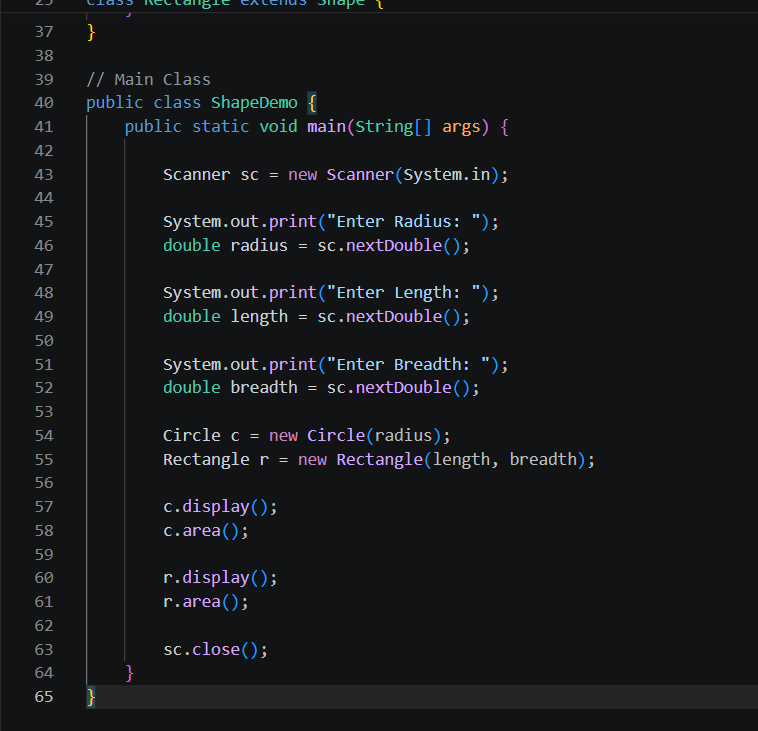 25 class Rectangle extends Shape {
37 }
38
39 // Main Class
40 public class ShapeDemo {
41     public static void main(String[] args) {
42
43         Scanner sc = new Scanner(System.in);
44
45         System.out.print("Enter Radius: ");
46         double radius = sc.nextDouble();
47
48         System.out.print("Enter Length: ");
49         double length = sc.nextDouble();
50
51         System.out.print("Enter Breadth: ");
52         double breadth = sc.nextDouble();
53
54         Circle c = new Circle(radius);
55         Rectangle r = new Rectangle(length, breadth);
56
57         c.display();
58         c.area();
59
60         r.display();
61         r.area();
62
63         sc.close();
64     }
65 }